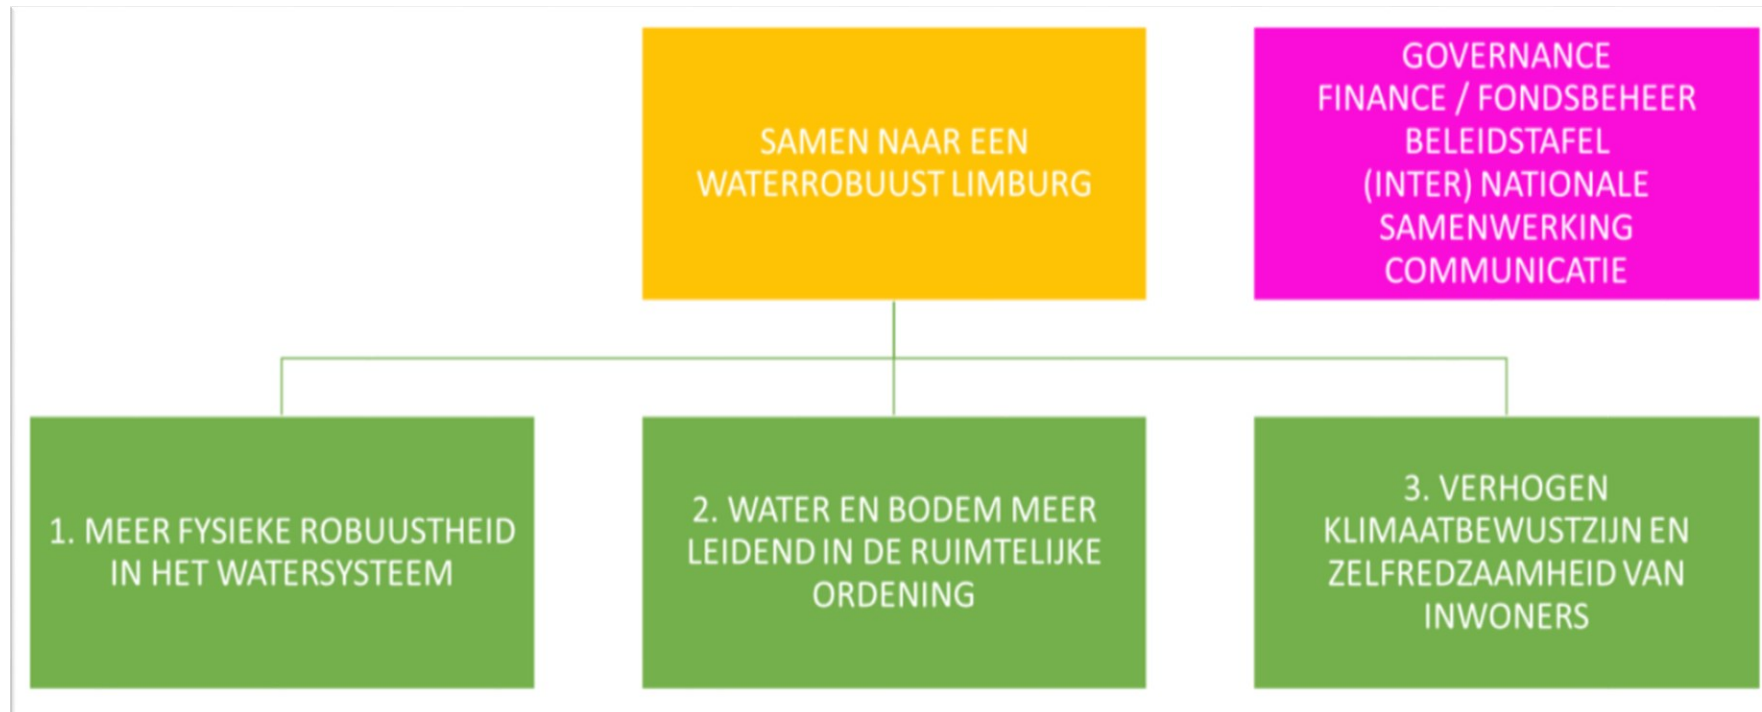 SAMEN NAAR EEN
WATERROBUUST LIMBURG
GOVERNANCE
FINANCE / FONDSBEHEER
BELEIDSTAFEL
(INTER) NATIONALE
SAMENWERKING
COMMUNICATIE
1. MEER FYSIEKE ROBUUSTHEID
IN HET WATERSYSTEEM
2. WATER EN BODEM MEER
LEIDEND IN DE RUIMTELIJKE
ORDENING
3. VERHOGEN
KLIMAATBEWUSTZIJN EN
ZELFREDZAAMHEID VAN
INWONERS